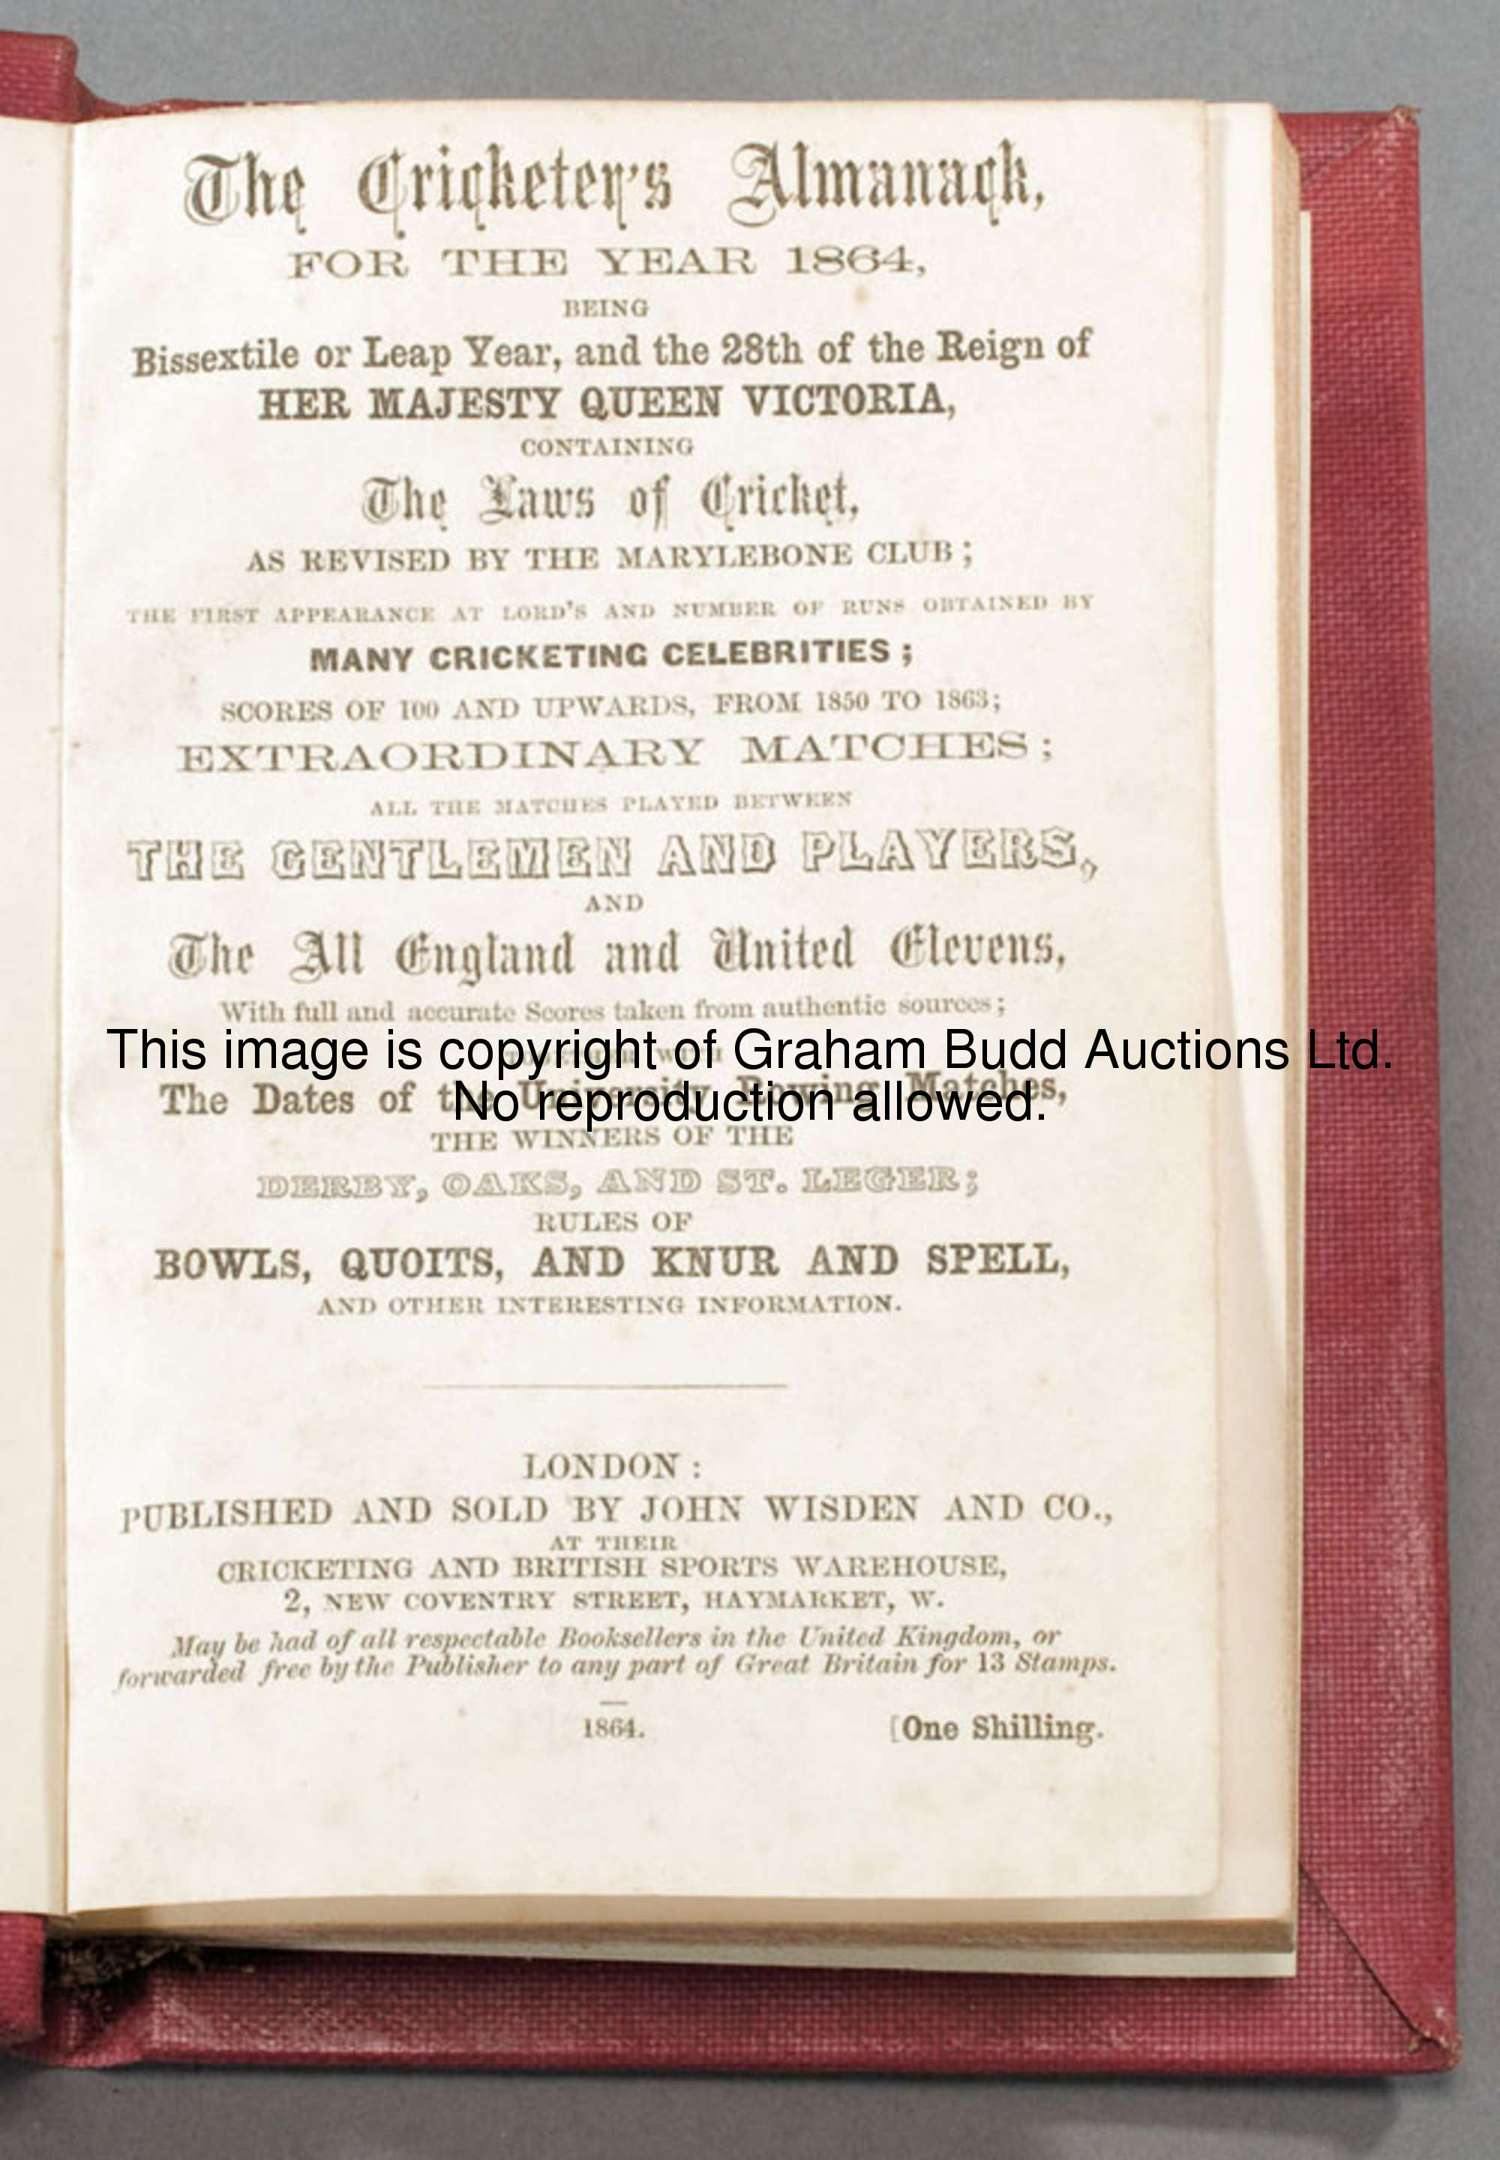 The Cricketer's Almanack,
FOR THE YEAR 1864,
BEING
Bissextile or Leap Year, and the 28th of the Reign of
HER MAJESTY QUEEN VICTORIA,
CONTAINING
The Laws of Cricket,
AS REVISED BY THE MARYLEBONE CLUB;
THE FIRST APPEARANCE AT LORD'S AND NUMBER OF RUNS OBTAINED BY
MANY CRICKETING CELEBRITIES;
SCORES OF 100 AND UPWARDS, FROM 1850 TO 1863;
EXTRAORDINARY MATCHES;
ALL THE MATCHES PLAYED BETWEEN
THE GENTLEMEN AND PLAYERS,
AND
The All England and United Elevens,
With full and accurate Scores taken from authentic sources;
This image is copyright of Graham Budd Auctions Ltd.
WITH
The Dates of the University Rowing Matches,
No reproduction allowed.
THE WINNERS OF THE
DERBY, OAKS, AND ST. LEGER;
RULES OF
BOWLS, QUOITS, AND KNUR AND SPELL,
AND OTHER INTERESTING INFORMATION.
LONDON:
PUBLISHED AND SOLD BY JOHN WISDEN AND CO.,
AT THEIR
CRICKETING AND BRITISH SPORTS WAREHOUSE,
2, NEW COVENTRY STREET, HAYMARKET, W.
May be had of all respectable Booksellers in the United Kingdom, or
forwarded free by the Publisher to any part of Great Britain for 13 Stamps.
1864. [One Shilling.